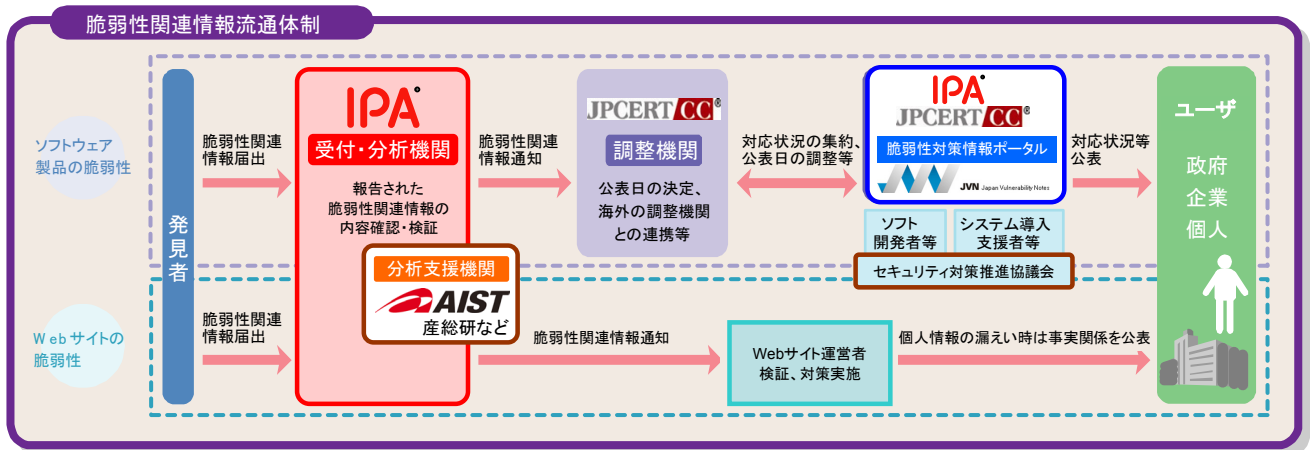 脆弱性関連情報流通体制
ソフトウェア
製品の脆弱性
発見者
脆弱性関連
情報届出
IPA
受付・分析機関
報告された
脆弱性関連情報の
内容確認・検証
分析支援機関
AIST
産総研など
脆弱性関連
情報通知
JPCERT CC®
調整機関
公表日の決定、
海外の調整機関
との連携等
対応状況の集約、
公表日の調整等
IPA
JPCERT CC®
脆弱性対策情報ポータル
JVN Japan Vulnerability Notes
ソフト
開発者等
システム導入
支援者等
セキュリティ対策推進協議会
対応状況等
公表
ユーザ
政府
企業
個人
Webサイトの
脆弱性
脆弱性関連
情報届出
脆弱性関連情報通知
Webサイト運営者
検証、対策実施
個人情報の漏えい時は事実関係を公表